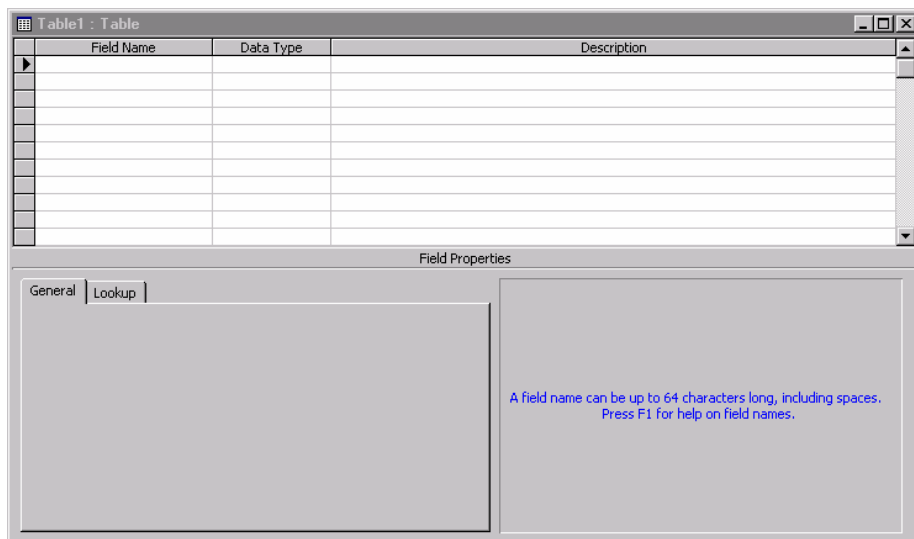 Table1 : Table
Field Name Data Type Description
Field Properties
General Lookup
A field name can be up to 64 characters long, including spaces.
Press F1 for help on field names.